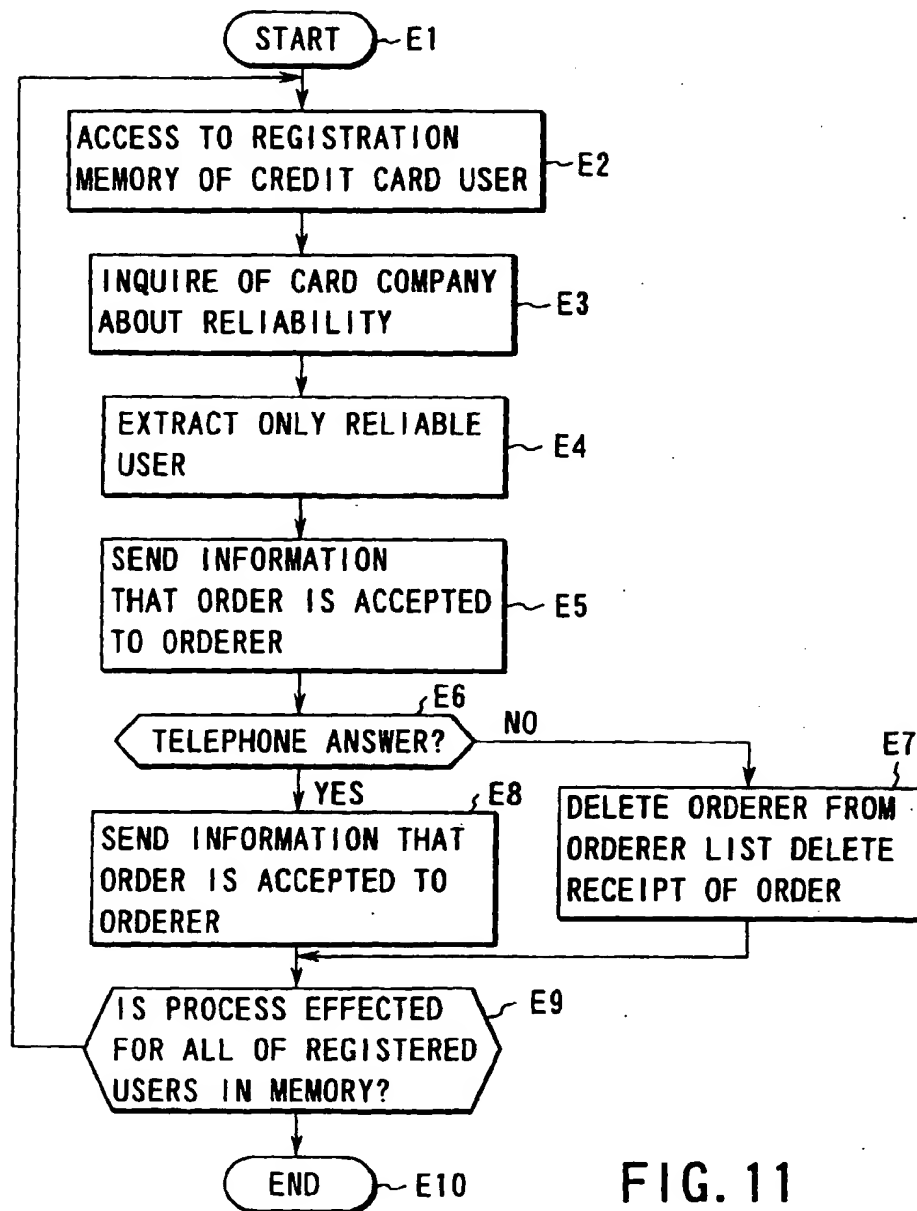 START
E1
ACCESS TO REGISTRATION
MEMORY OF CREDIT CARD USER
E2
INQUIRE OF CARD COMPANY
ABOUT RELIABILITY
E3
EXTRACT ONLY RELIABLE
USER
E4
SEND INFORMATION
THAT ORDER IS ACCEPTED
TO ORDERER
E5
E6
TELEPHONE ANSWER?
NO
YES
E7
DELETE ORDERER FROM
ORDERER LIST DELETE
RECEIPT OF ORDER
E8
SEND INFORMATION THAT
ORDER IS ACCEPTED TO
ORDERER
IS PROCESS EFFECTED
FOR ALL OF REGISTERED
USERS IN MEMORY?
E9
END
E10
FIG. 11